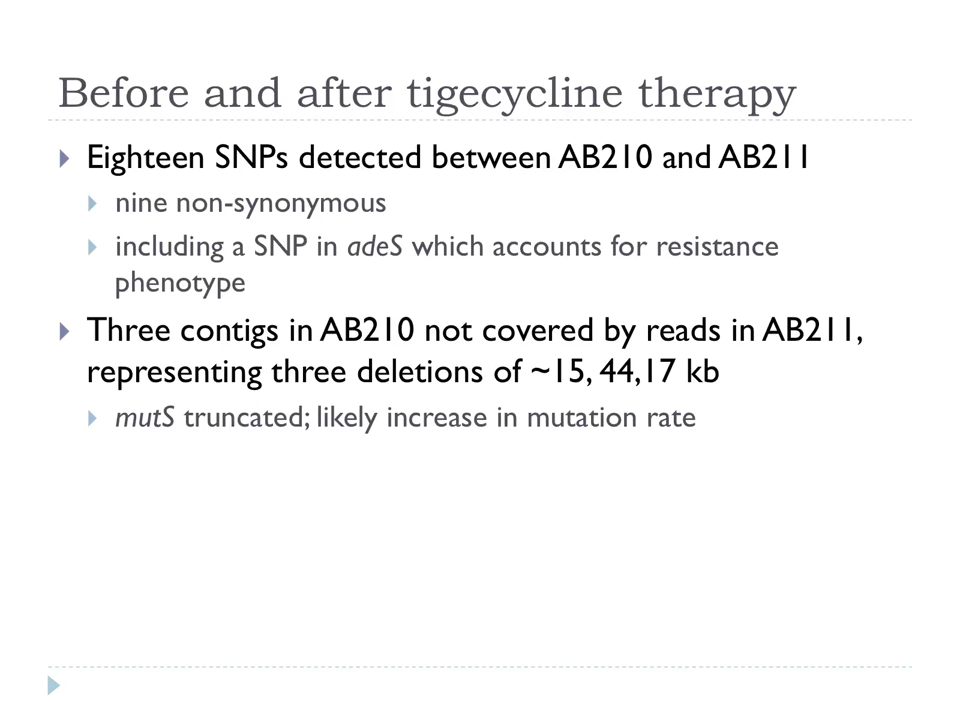 Before and after tigecycline therapy
Eighteen SNPs detected between AB210 and AB211
nine non-synonymous
including a SNP in adeS which accounts for resistance
phenotype
Three contigs in AB210 not covered by reads in AB211,
representing three deletions of ~15, 44,17 kb
mutS truncated; likely increase in mutation rate